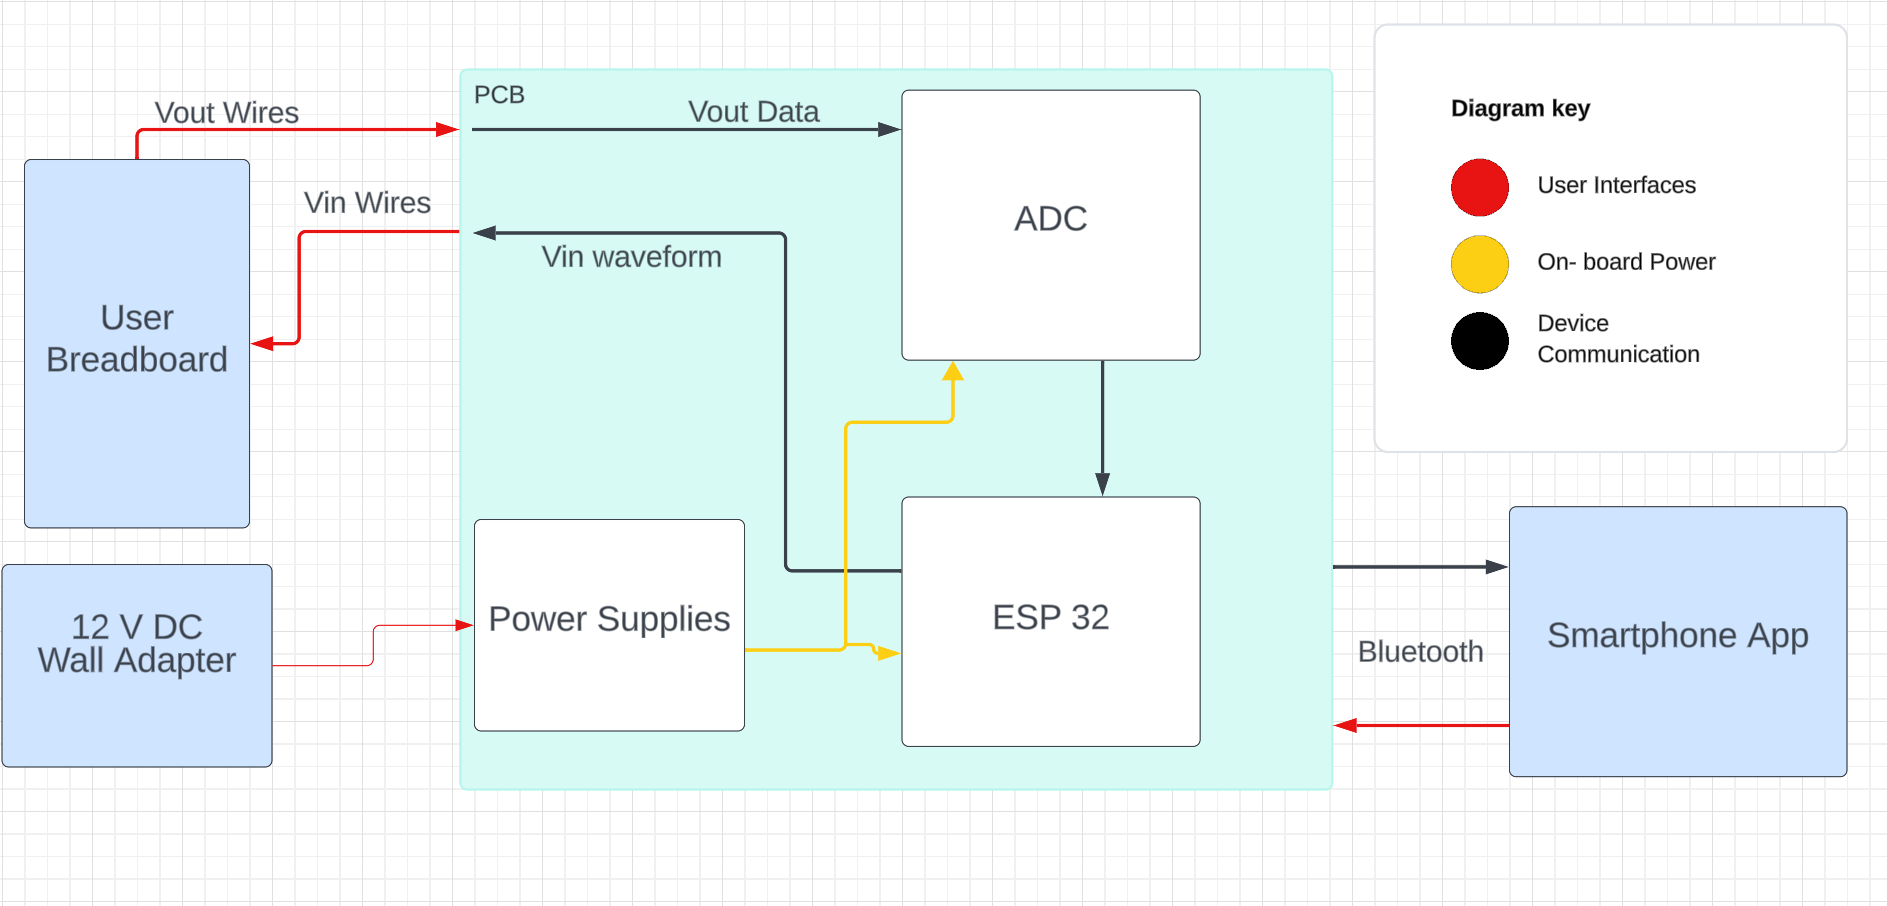 PCB
Vout Wires
Vout Data
Vin Wires
Vin waveform
ADC
User
Breadboard
12 V DC
Wall Adapter
Power Supplies
ESP 32
Bluetooth
Smartphone App
Diagram key
User Interfaces
On- board Power
Device
Communication